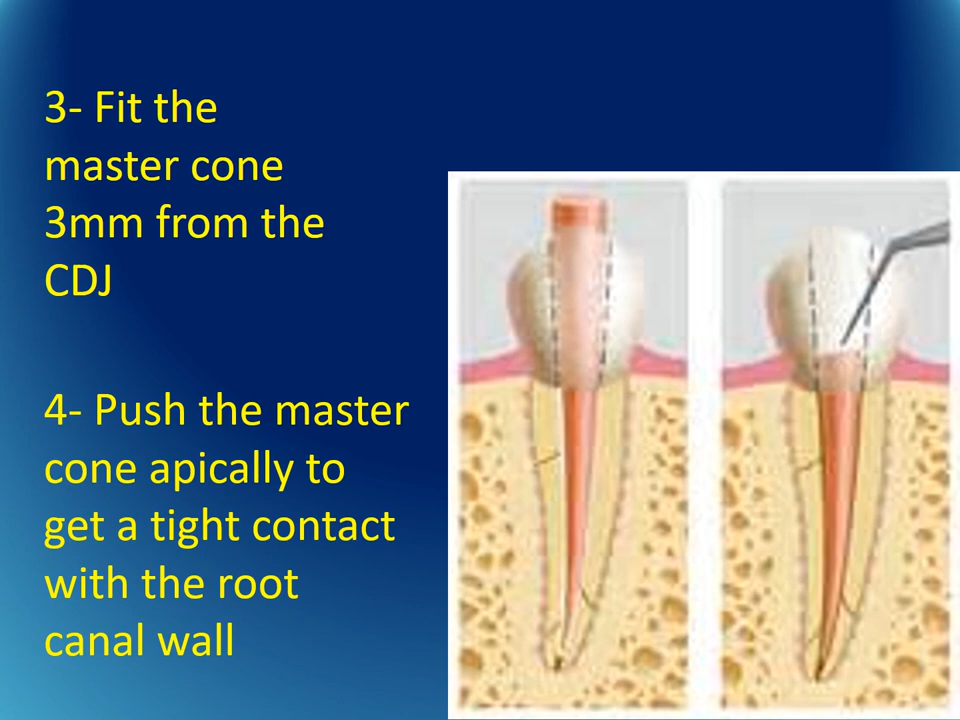 3- Fit the
master cone
3mm from the
CDJ
4- Push the master
cone apically to
get a tight contact
with the root
canal wall